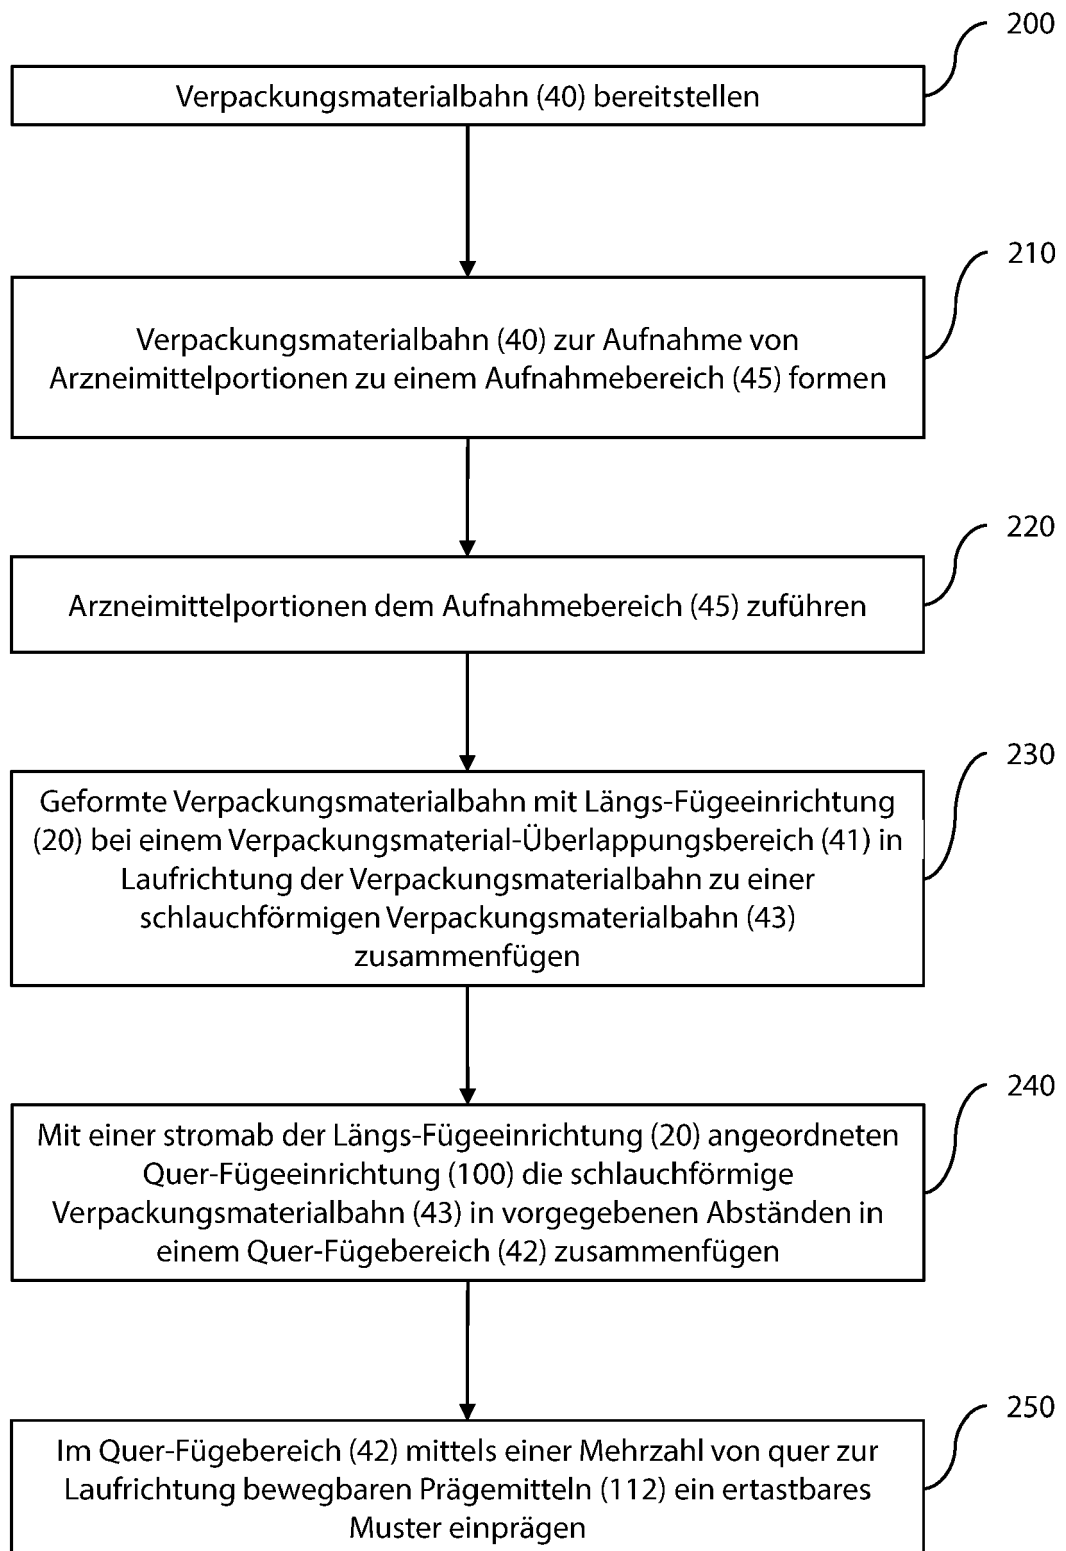 200
Verpackungsmaterialbahn (40) bereitstellen
210
Verpackungsmaterialbahn (40) zur Aufnahme von
Arzneimittelportionen zu einem Aufnahmebereich (45) formen
220
Arzneimittelportionen dem Aufnahmebereich (45) zuführen
230
Geformte Verpackungsmaterialbahn mit Längs-Fügeeinrichtung
(20) bei einem Verpackungsmaterial-Überlappungsbereich (41) in
Laufrichtung der Verpackungsmaterialbahn zu einer
schlauchförmigen Verpackungsmaterialbahn (43)
zusammenfügen
240
Mit einer stromab der Längs-Fügeeinrichtung (20) angeordneten
Quer-Fügeeinrichtung (100) die schlauchförmige
Verpackungsmaterialbahn (43) in vorgegebenen Abständen in
einem Quer-Fügebereich (42) zusammenfügen
250
Im Quer-Fügebereich (42) mittels einer Mehrzahl von quer zur
Laufrichtung bewegbaren Prägemitteln (112) ein ertastbares
Muster einprägen